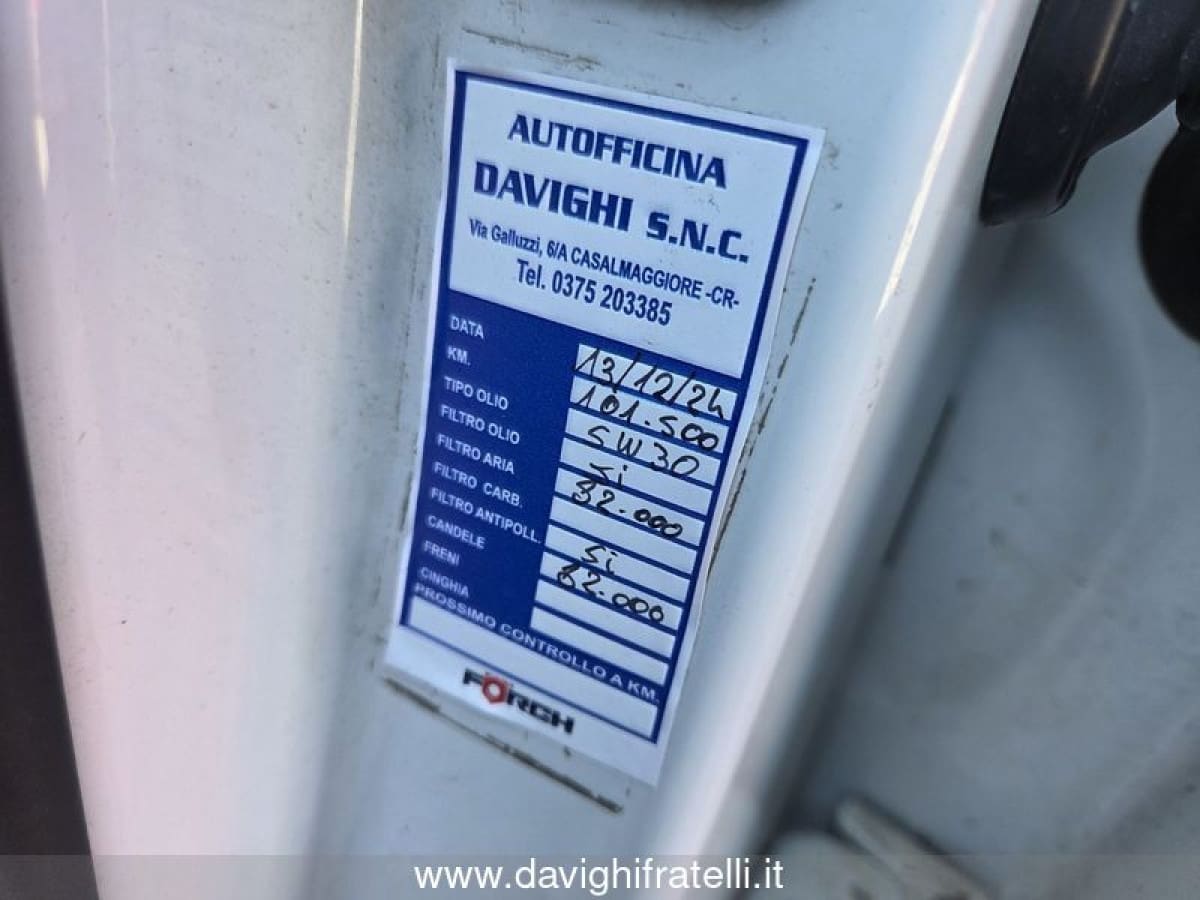 AUTOFFICINA
DAVIGHI S.N.C.
Via Galluzzi, 6/A CASALMAGGIORE -CR-
Tel. 0375 203385
DATA 13/12/24
KM. 101.500
TIPO OLIO 5W30
FILTRO OLIO si
FILTRO ARIA 82.000
FILTRO CARB.
FILTRO ANTIPOLL. si
CANDELE 82.000
FRENI
CINGHIA
PROSSIMO CONTROLLO A KM.
FÖRCH
www.davighifratelli.it